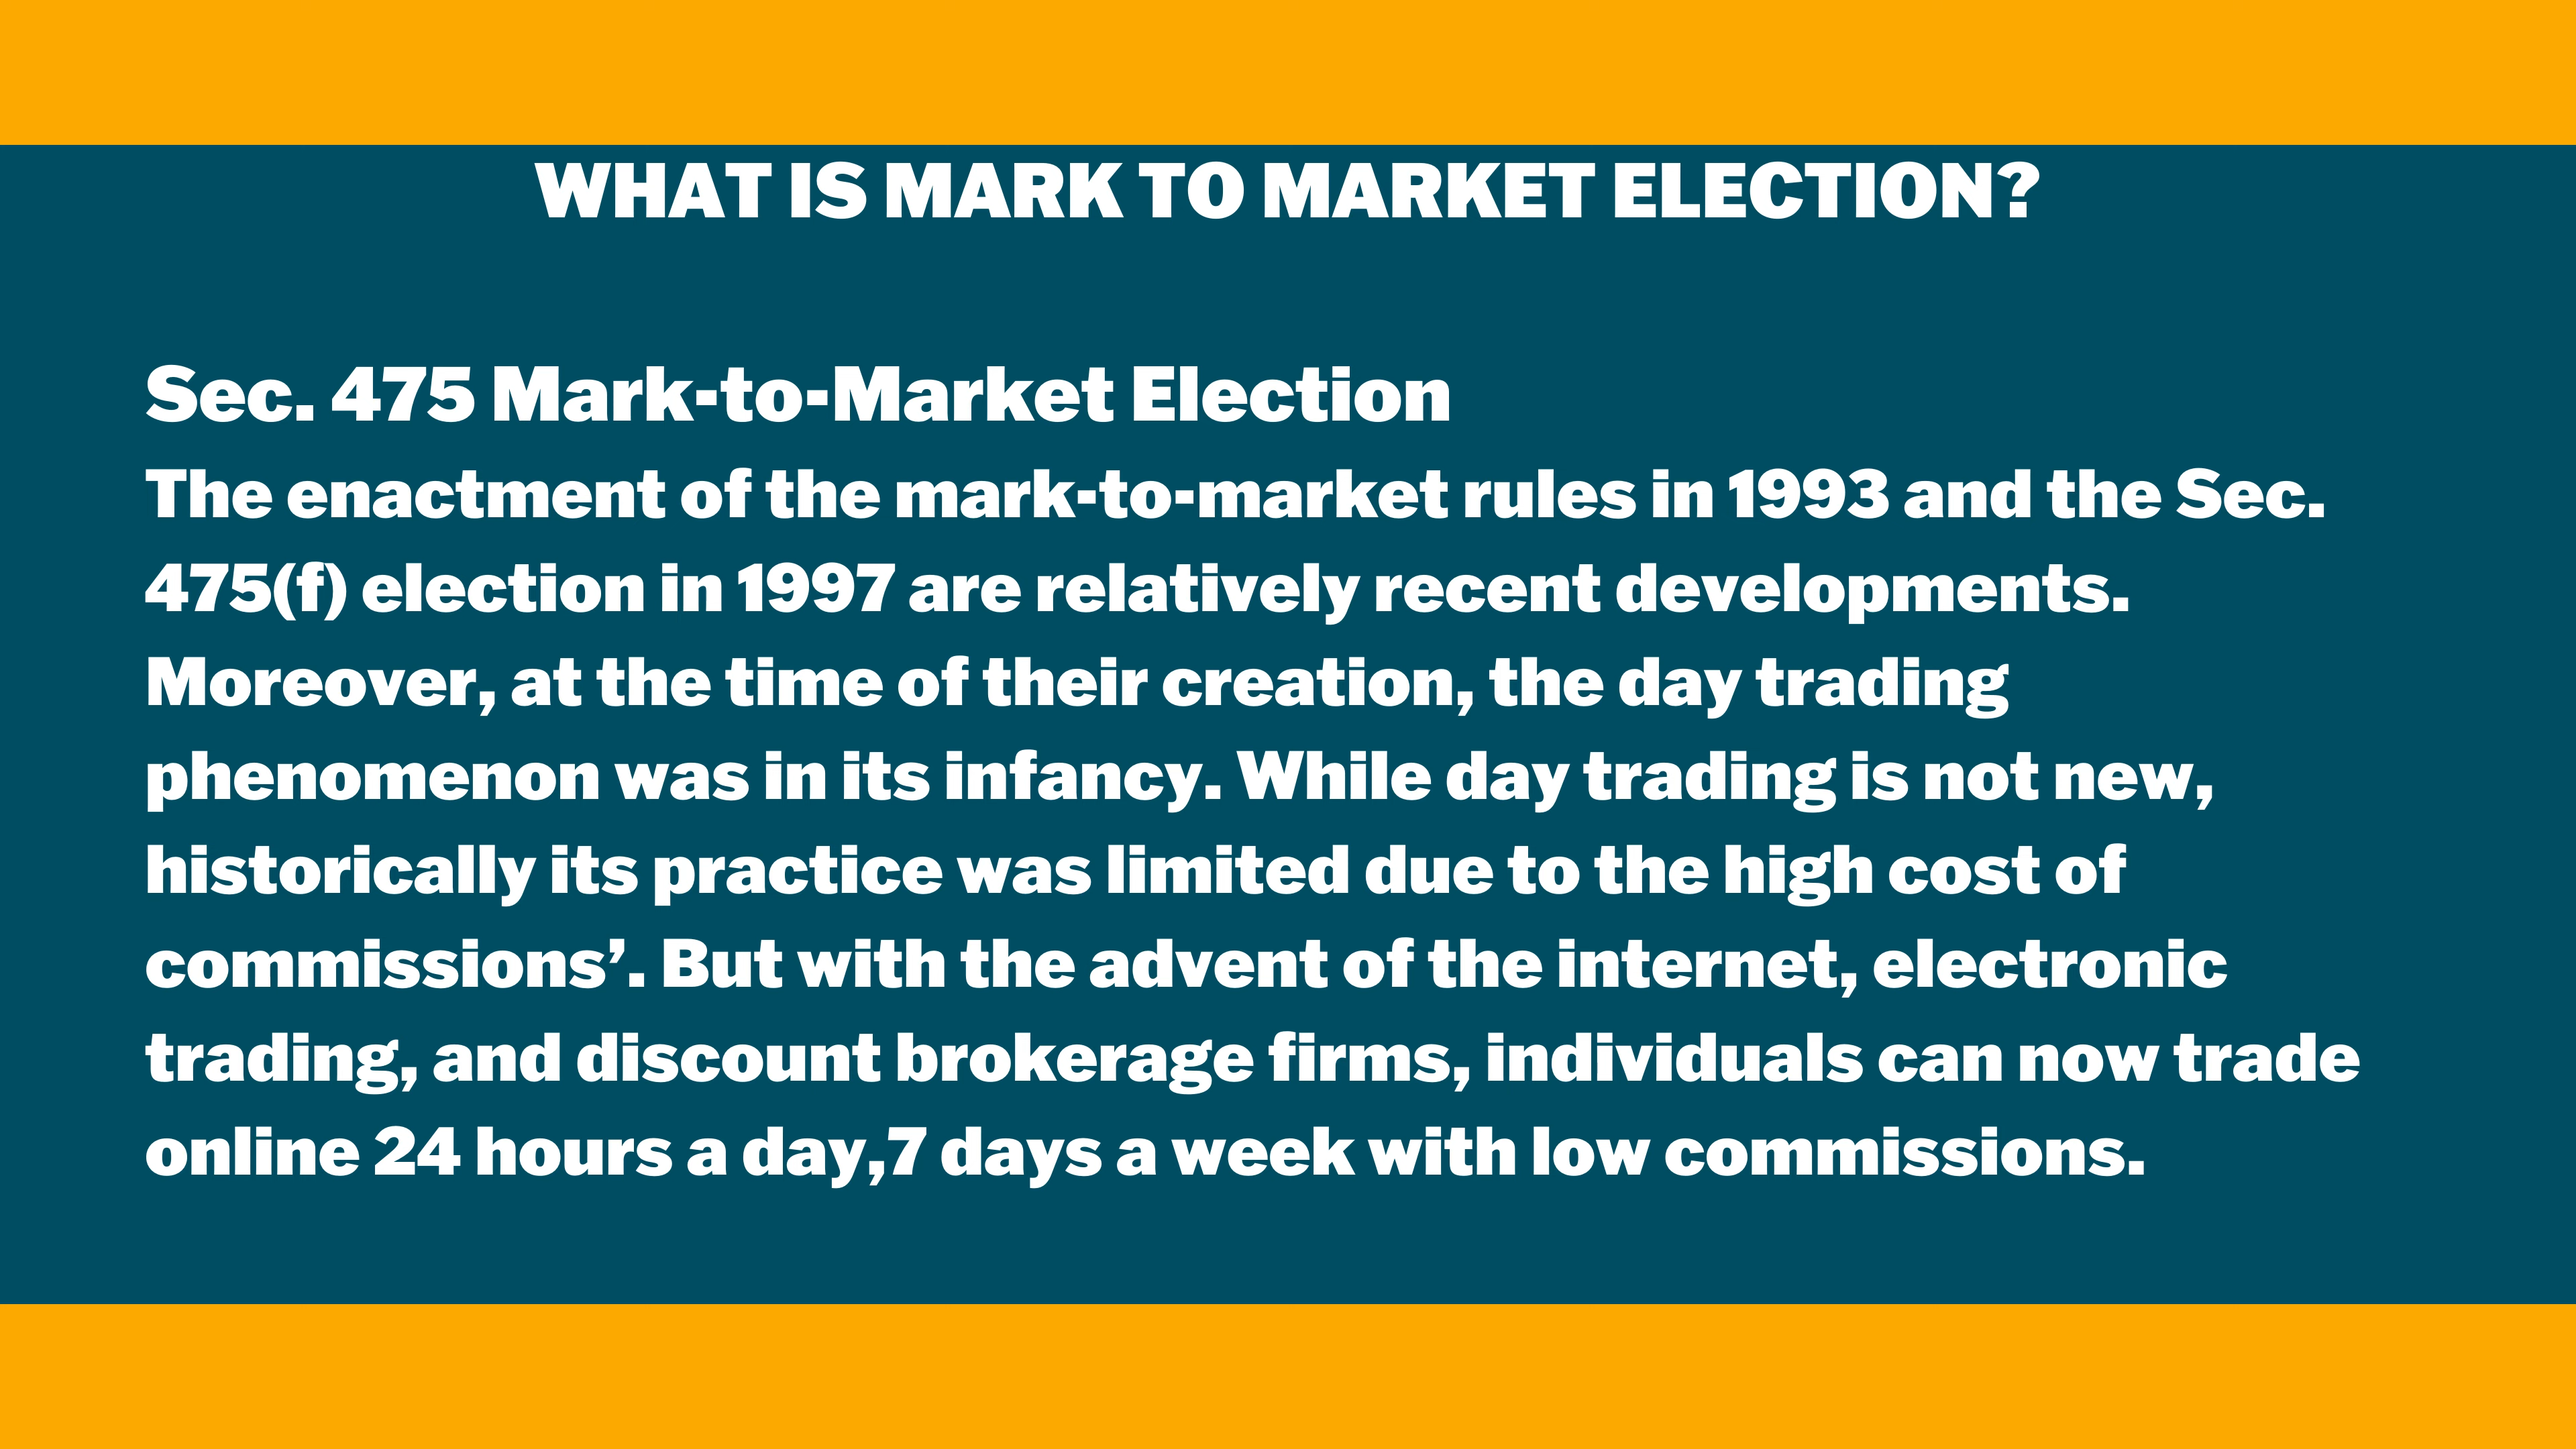 WHAT IS MARK TO MARKET ELECTION?
Sec. 475 Mark-to-Market Election
The enactment of the mark-to-market rules in 1993 and the Sec.
475(f) election in 1997 are relatively recent developments.
Moreover, at the time of their creation, the day trading
phenomenon was in its infancy. While day trading is not new,
historically its practice was limited due to the high cost of
commissions’. But with the advent of the internet, electronic
trading, and discount brokerage firms, individuals can now trade
online 24 hours a day,7 days a week with low commissions.